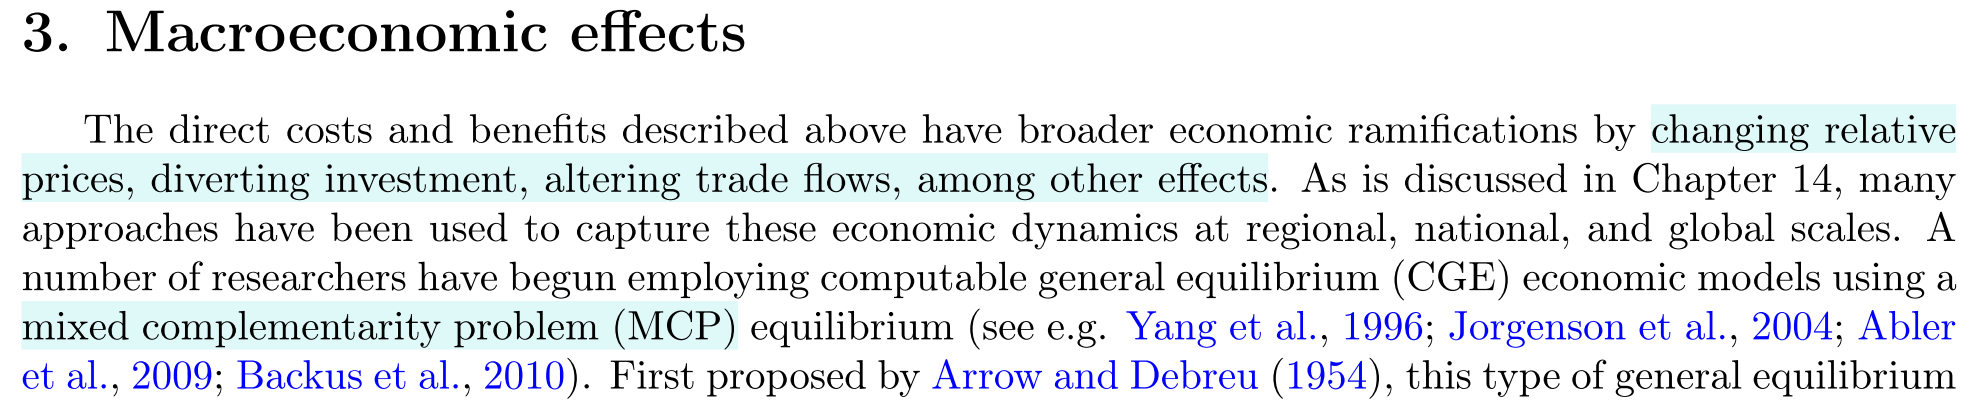 3. Macroeconomic effects
The direct costs and benefits described above have broader economic ramifications by changing relative
prices, diverting investment, altering trade flows, among other effects. As is discussed in Chapter 14, many
approaches have been used to capture these economic dynamics at regional, national, and global scales. A
number of researchers have begun employing computable general equilibrium (CGE) economic models using a
mixed complementarity problem (MCP) equilibrium (see e.g. Yang et al., 1996; Jorgenson et al., 2004; Abler
et al., 2009; Backus et al., 2010). First proposed by Arrow and Debreu (1954), this type of general equilibrium